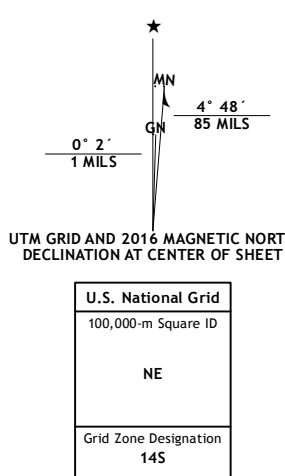 MN
4° 48´
85 MILS
GN
0° 2´
1 MILS
UTM GRID AND 2016 MAGNETIC NORT
DECLINATION AT CENTER OF SHEET
U.S. National Grid
100,000-m Square ID
NE
Grid Zone Designation
14S